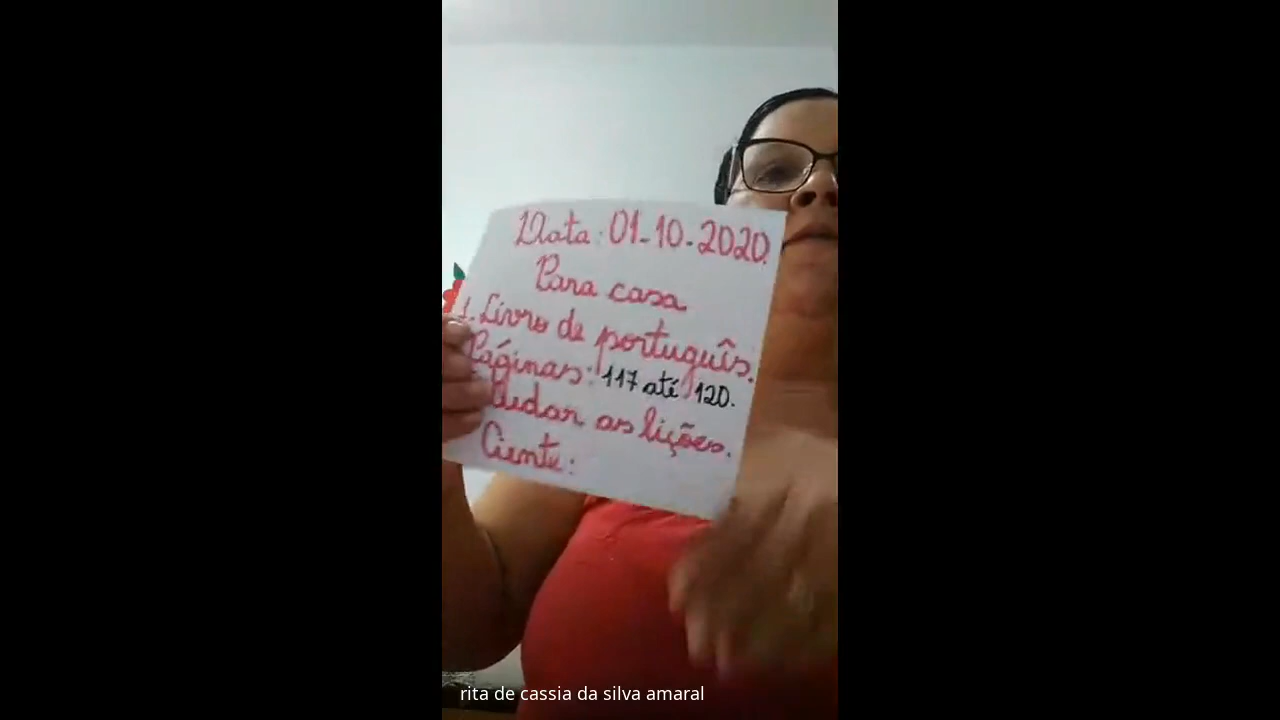 Data: 01-10-2020.
Para casa
1. Livro de português.
Páginas: 117 até 120.
as lições.
Ciente:
rita de cassia da silva amaral